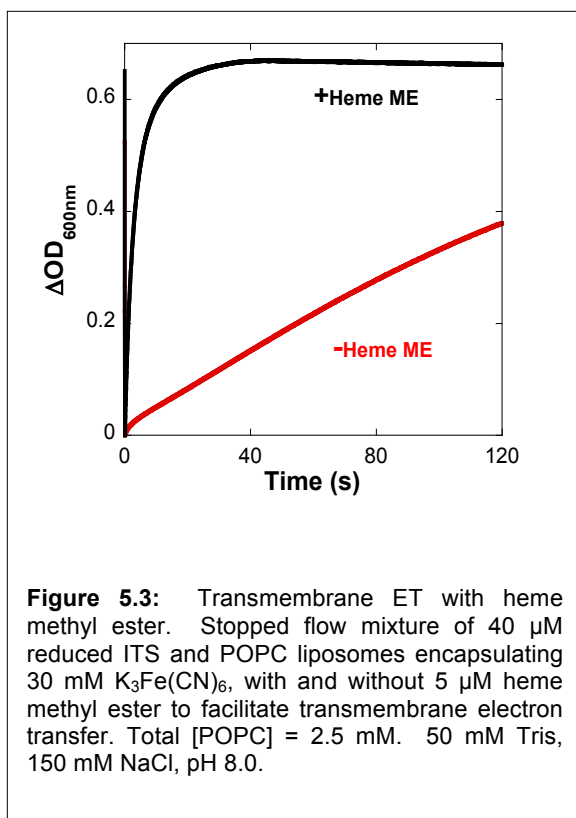 0.6
+Heme ME
0.4
ΔOD600nm
0.2
-Heme ME
0
0 40 80 120
Time (s)
Figure 5.3: Transmembrane ET with heme
methyl ester. Stopped flow mixture of 40 μM
reduced ITS and POPC liposomes encapsulating
30 mM K3Fe(CN)6, with and without 5 μM heme
methyl ester to facilitate transmembrane electron
transfer. Total [POPC] = 2.5 mM. 50 mM Tris,
150 mM NaCl, pH 8.0.